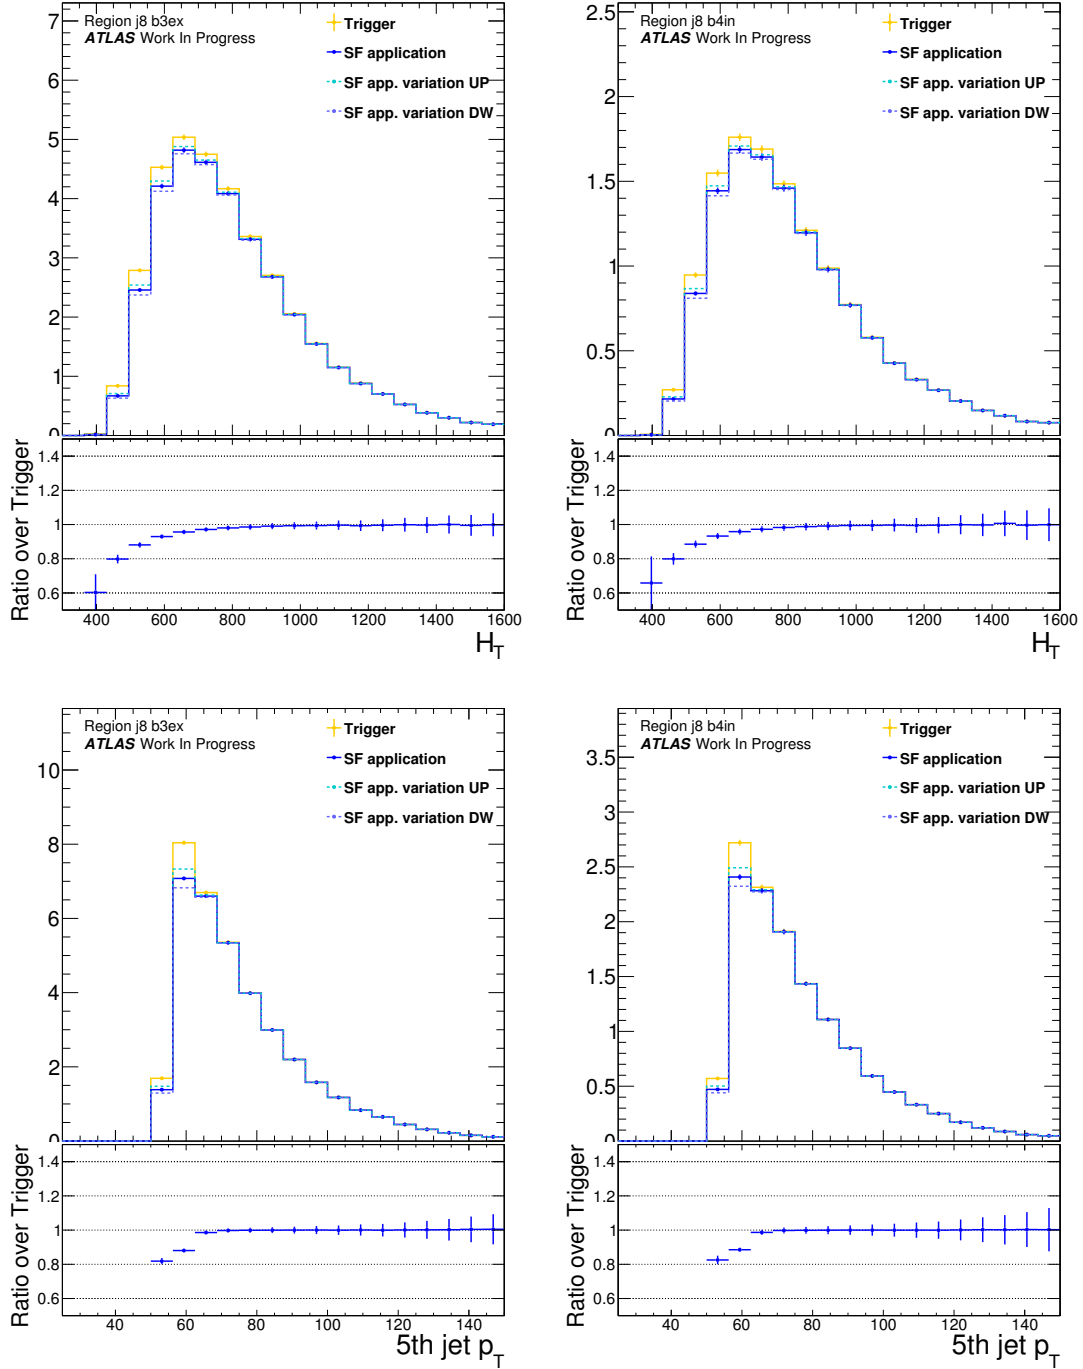 Region j8 b3ex
ATLAS Work In Progress
Trigger
SF application
SF app. variation UP
SF app. variation DW
7
6
5
4
3
2
1
0
Ratio over Trigger
1.4
1.2
1
0.8
0.6
400 600 800 1000 1200 1400 1600
H_T
Region j8 b4in
ATLAS Work In Progress
Trigger
SF application
SF app. variation UP
SF app. variation DW
2.5
2
1.5
1
0.5
0
Ratio over Trigger
1.4
1.2
1
0.8
0.6
400 600 800 1000 1200 1400 1600
H_T
Region j8 b3ex
ATLAS Work In Progress
Trigger
SF application
SF app. variation UP
SF app. variation DW
10
8
6
4
2
0
Ratio over Trigger
1.4
1.2
1
0.8
0.6
40 60 80 100 120 140
5th jet p_T
Region j8 b4in
ATLAS Work In Progress
Trigger
SF application
SF app. variation UP
SF app. variation DW
3.5
3
2.5
2
1.5
1
0.5
0
Ratio over Trigger
1.4
1.2
1
0.8
0.6
40 60 80 100 120 140
5th jet p_T